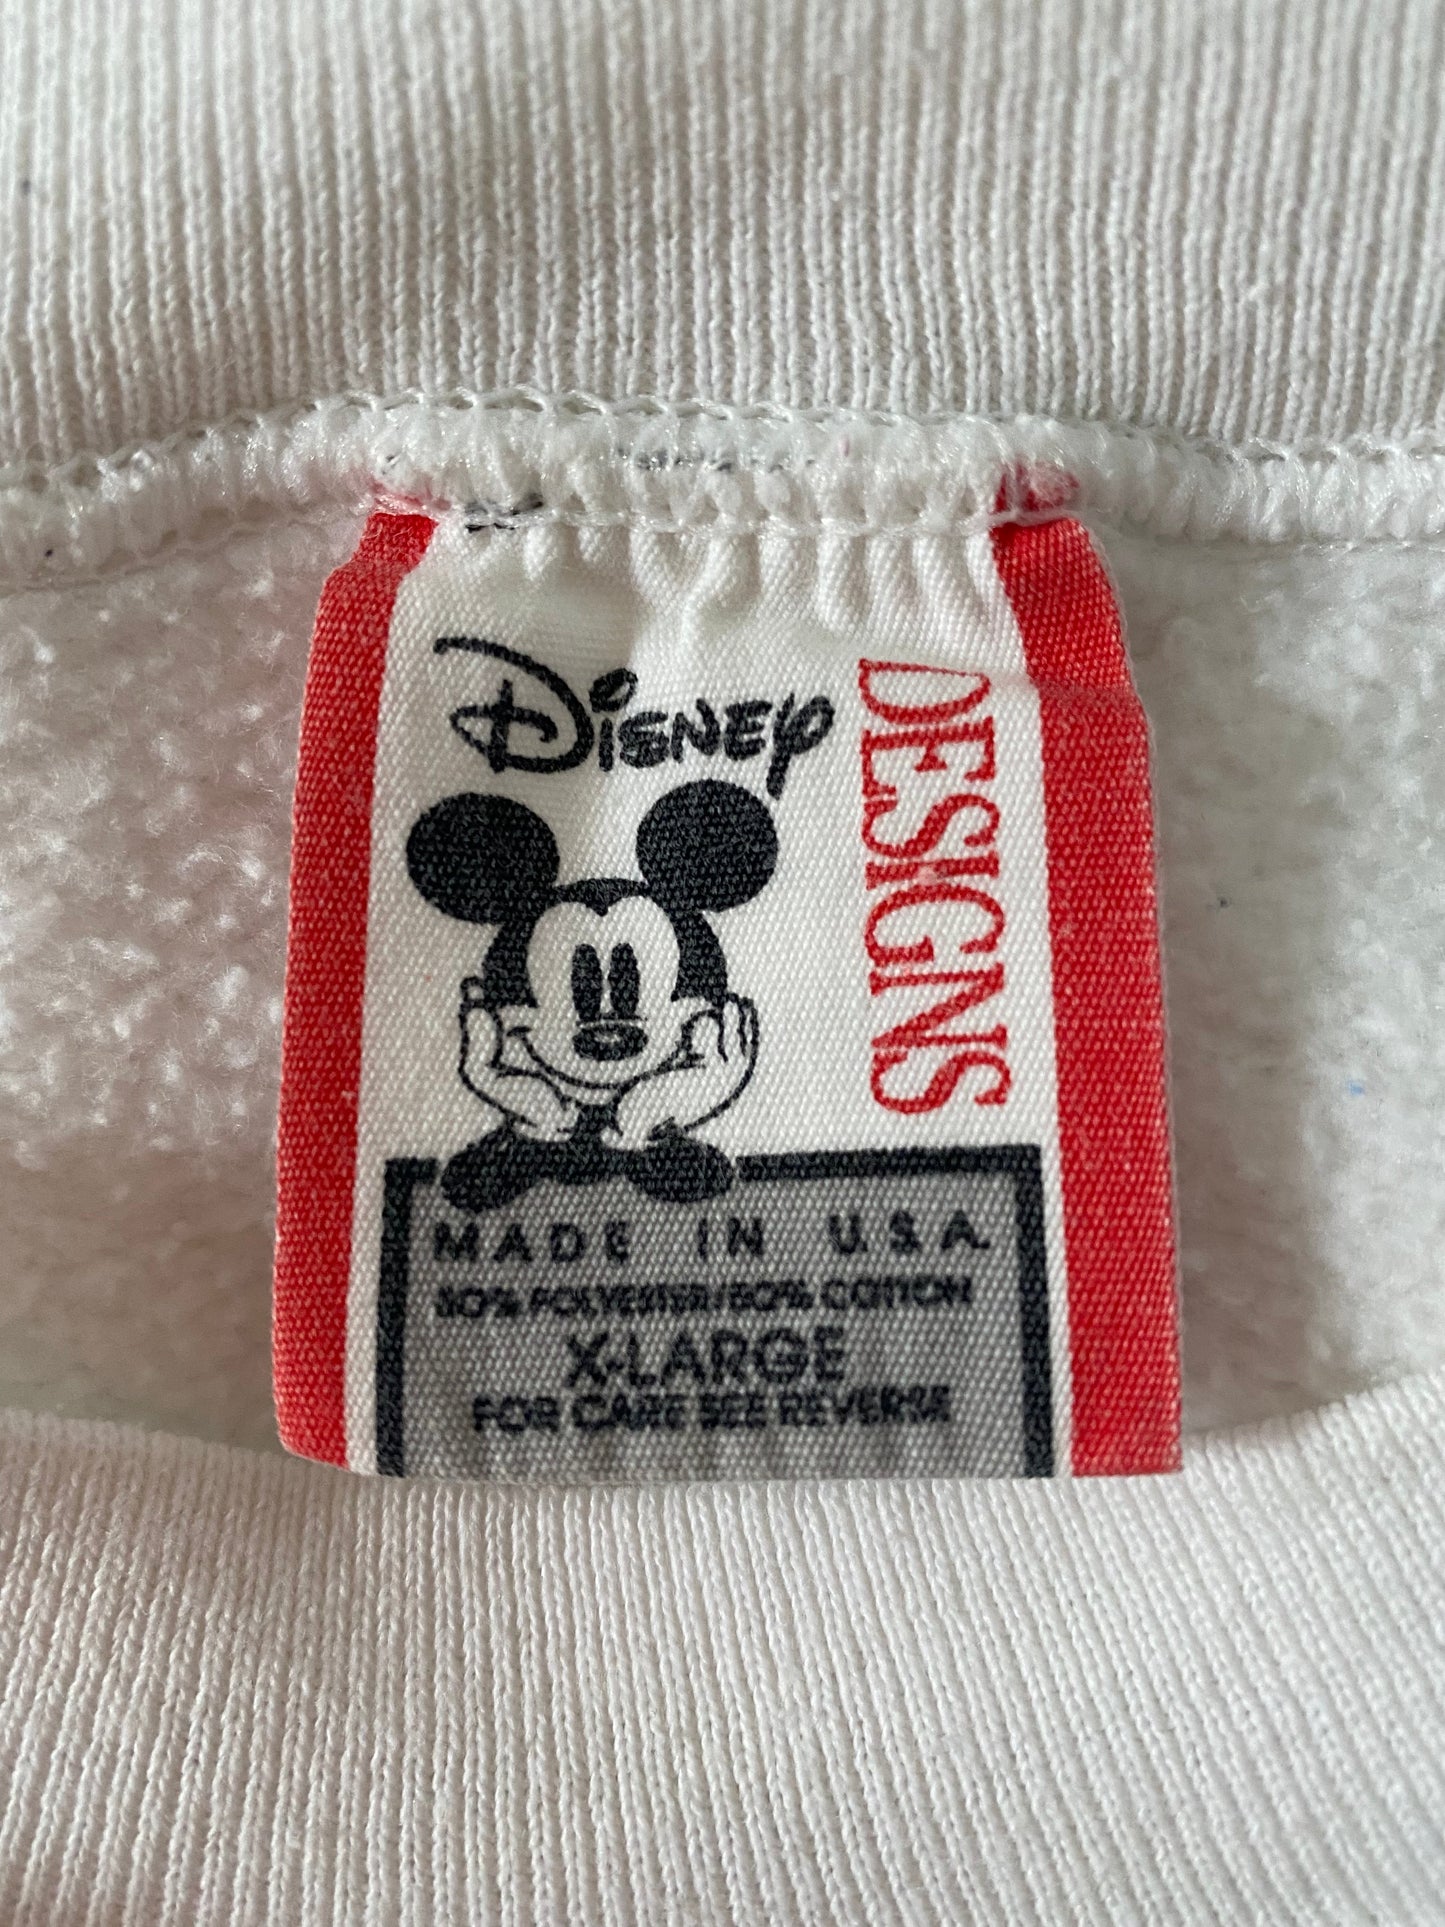 Disney
DESIGNS
MADE IN U.S.A.
50% POLYESTER/50% COTTON
X-LARGE
FOR CARE SEE REVERSE